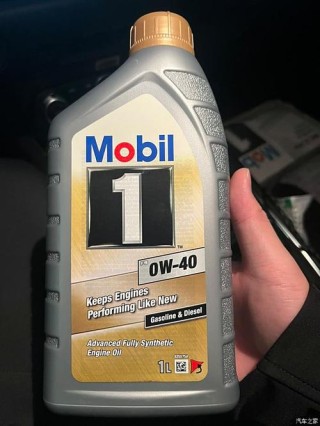 Mobil
1
TM
0W-40
Keeps Engines
Performing Like New
Gasoline & Diesel
Advanced Fully Synthetic
Engine Oil
1L
汽车之家